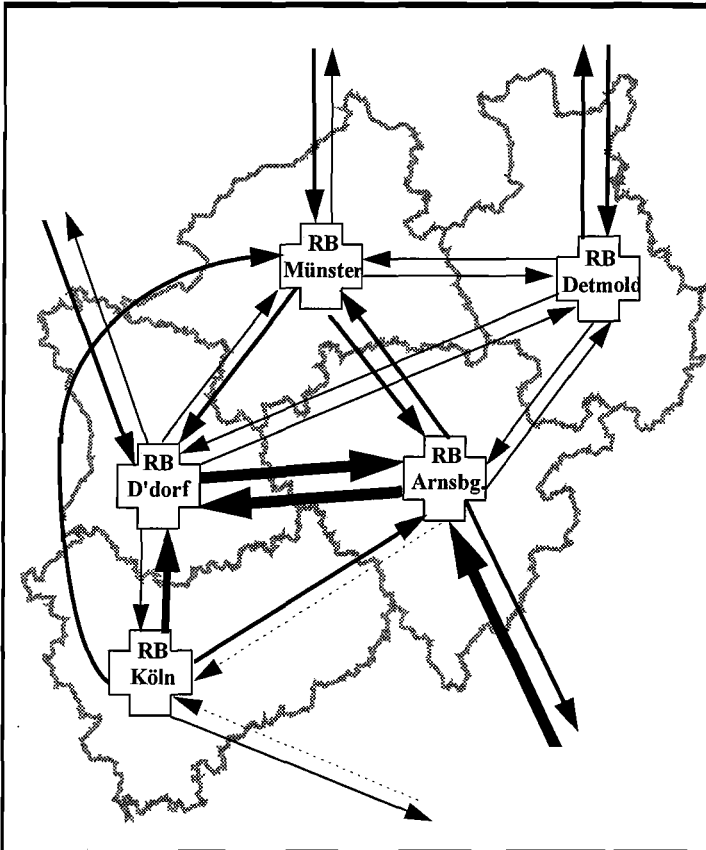 RB
Münster
RB
Detmold
RB
D'dorf
RB
Arnsbg.
RB
Köln